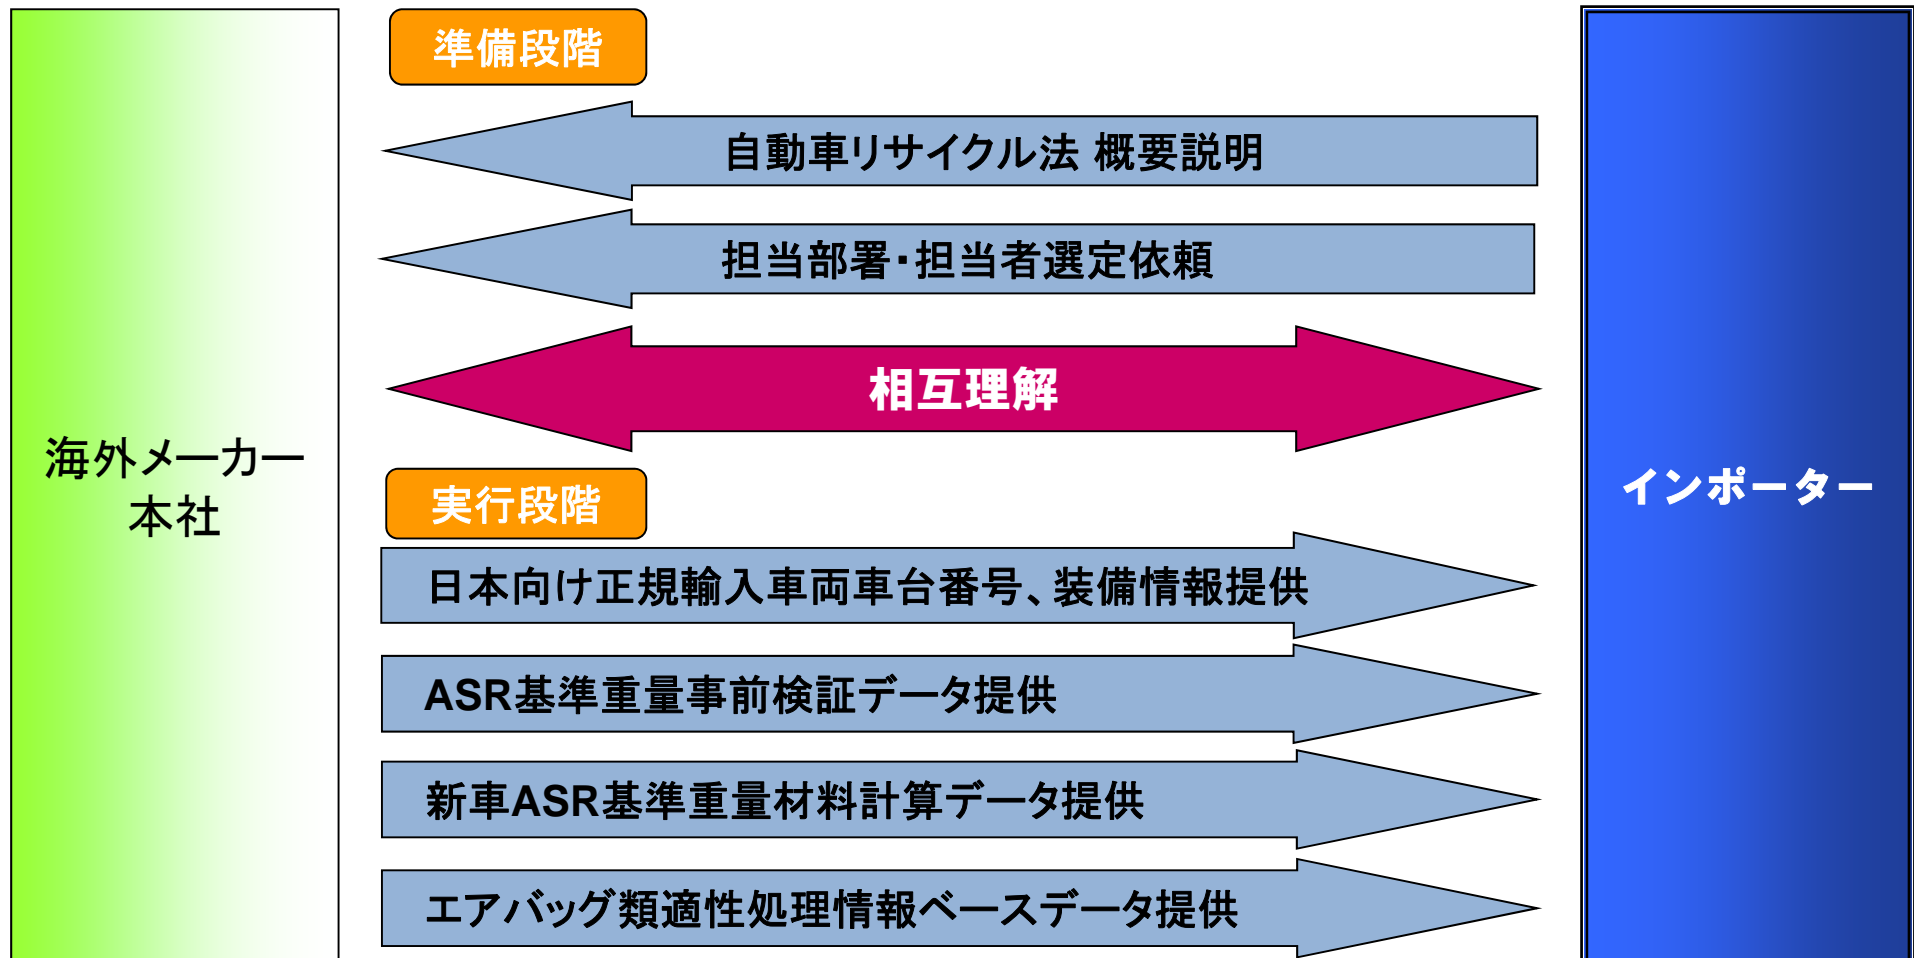 準備段階
自動車リサイクル法 概要説明
担当部署・担当者選定依頼
相互理解
海外メーカー
本社
インポーター
実行段階
日本向け正規輸入車両車台番号、装備情報提供
ASR基準重量事前検証データ提供
新車ASR基準重量材料計算データ提供
エアバッグ類適性処理情報ベースデータ提供